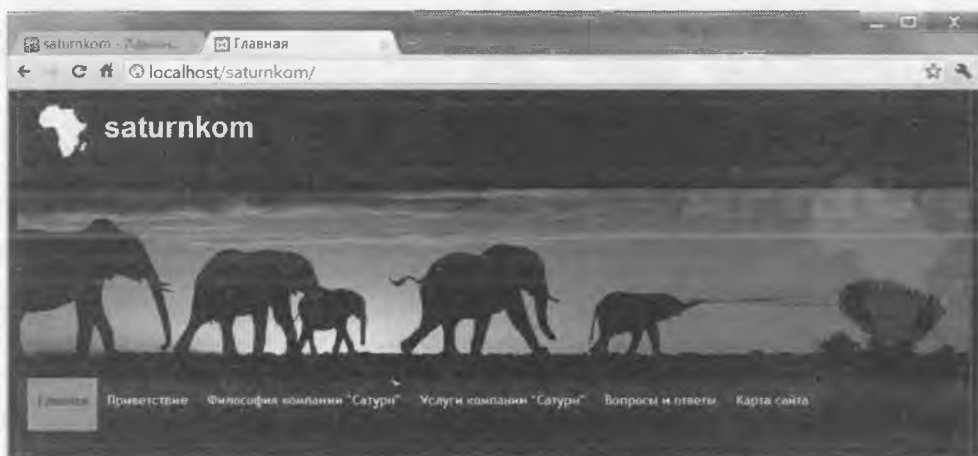 saturnkom - Админ...
Главная
localhost/saturnkom/
saturnkom
Главная Приветствие Философия компании "Сатурн" Услуги компании "Сатурн" Вопросы и ответы Карта сайта